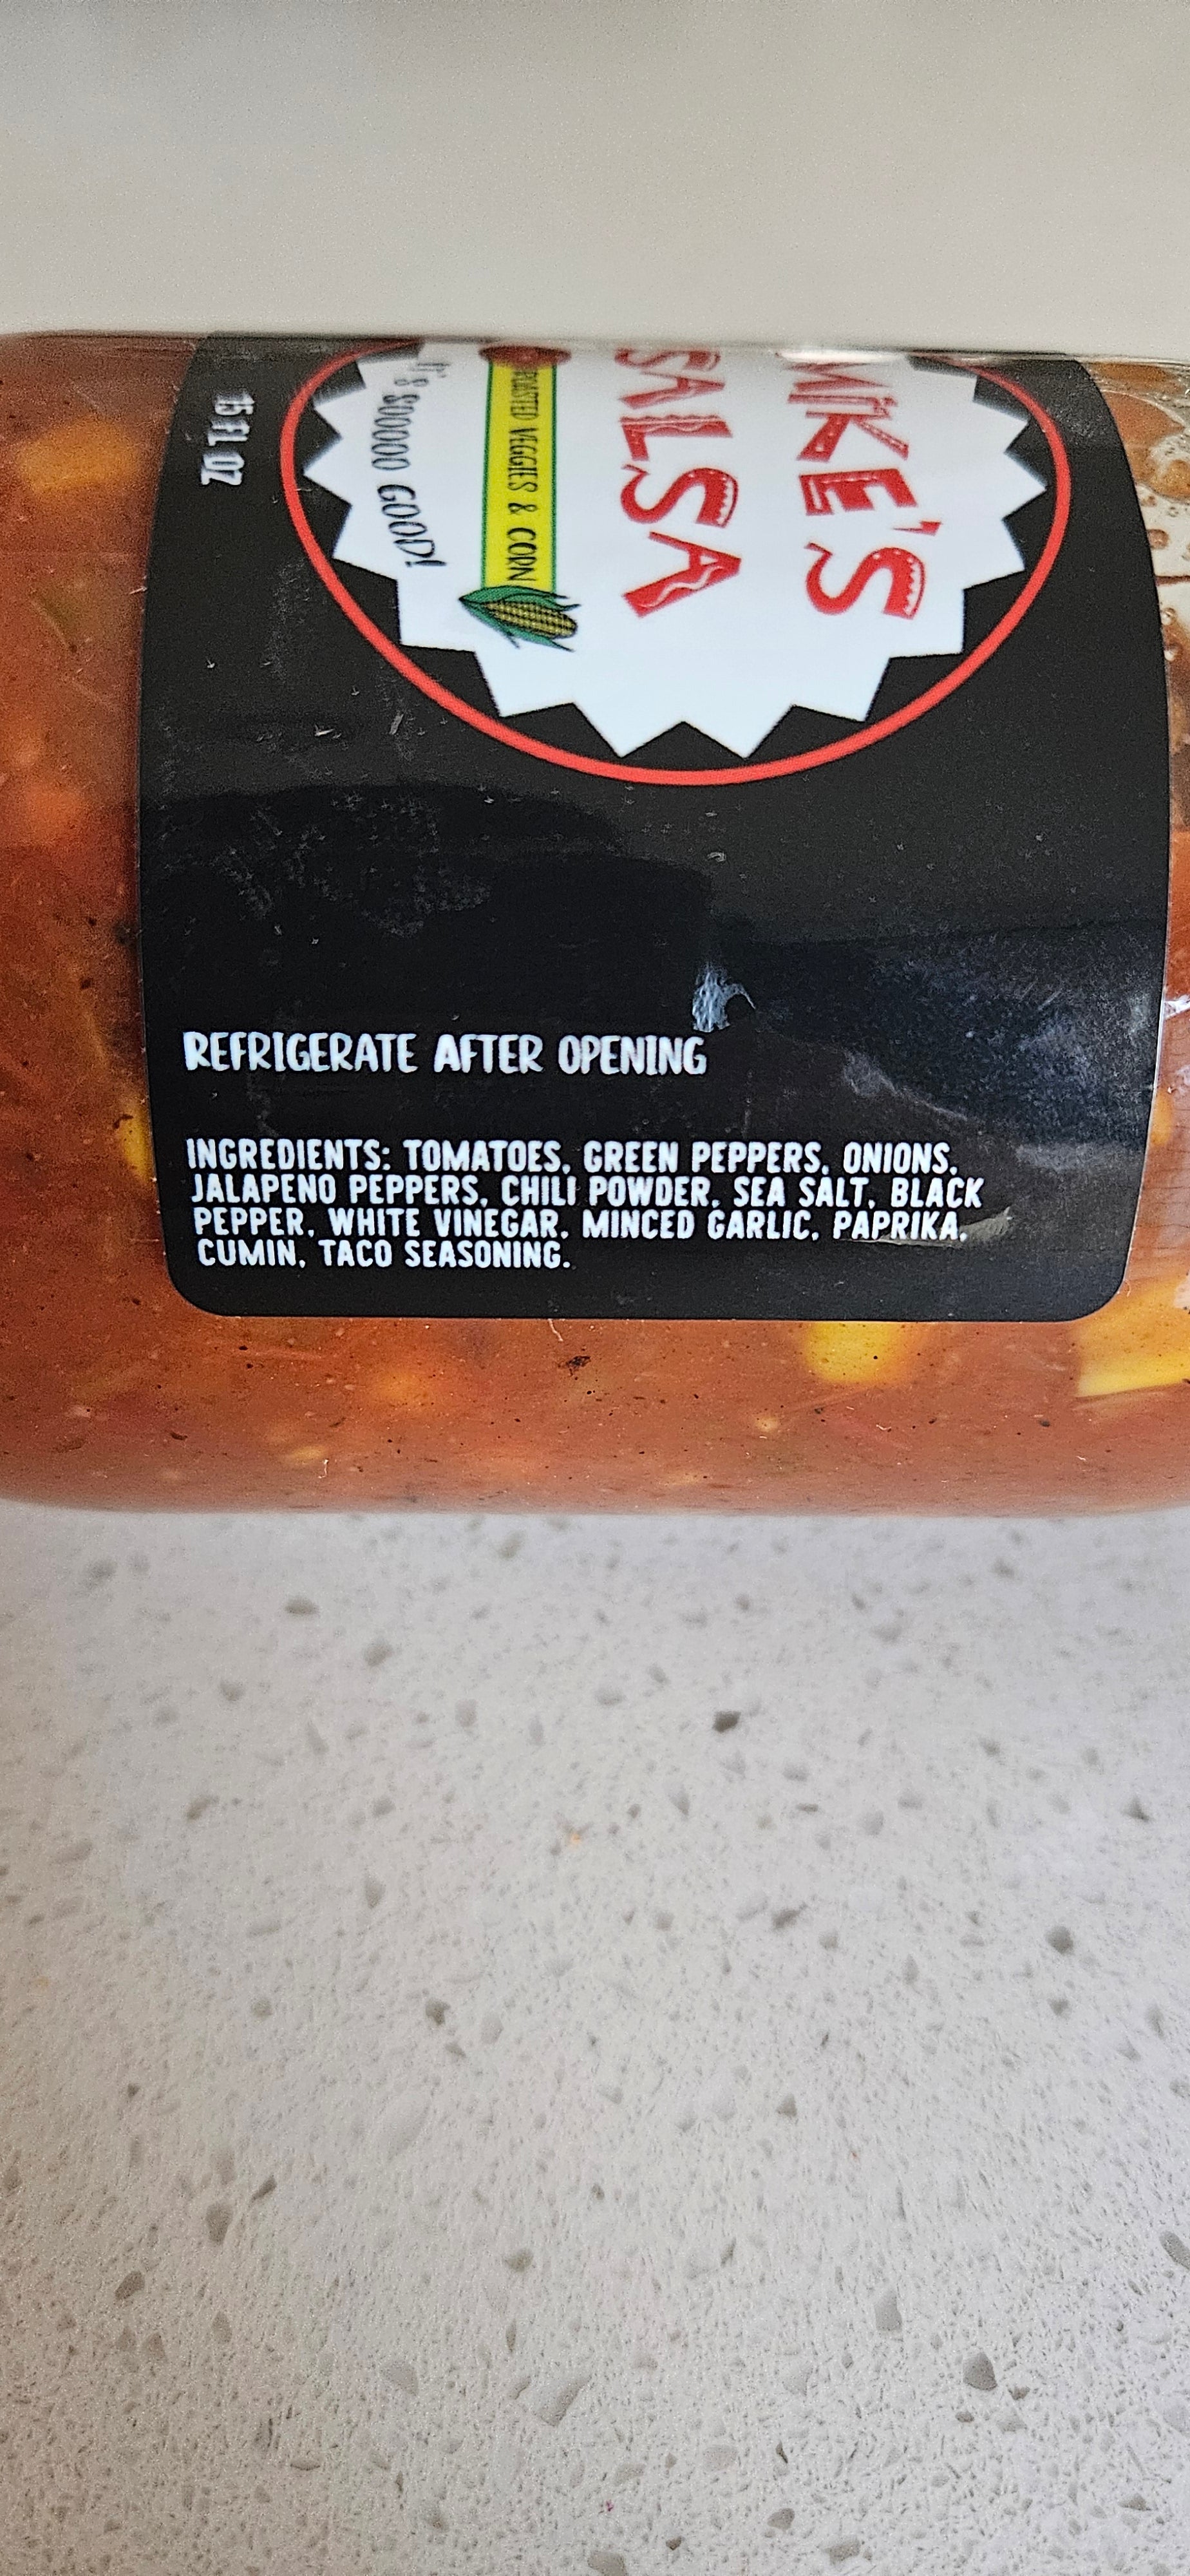 MIKE'S
SALSA
ROASTED VEGGIES & CORN
IT'S SOOOOO GOOD!
15 FL OZ
REFRIGERATE AFTER OPENING
INGREDIENTS: TOMATOES, GREEN PEPPERS, ONIONS,
JALAPENO PEPPERS, CHILI POWDER, SEA SALT, BLACK
PEPPER, WHITE VINEGAR, MINCED GARLIC, PAPRIKA,
CUMIN, TACO SEASONING.